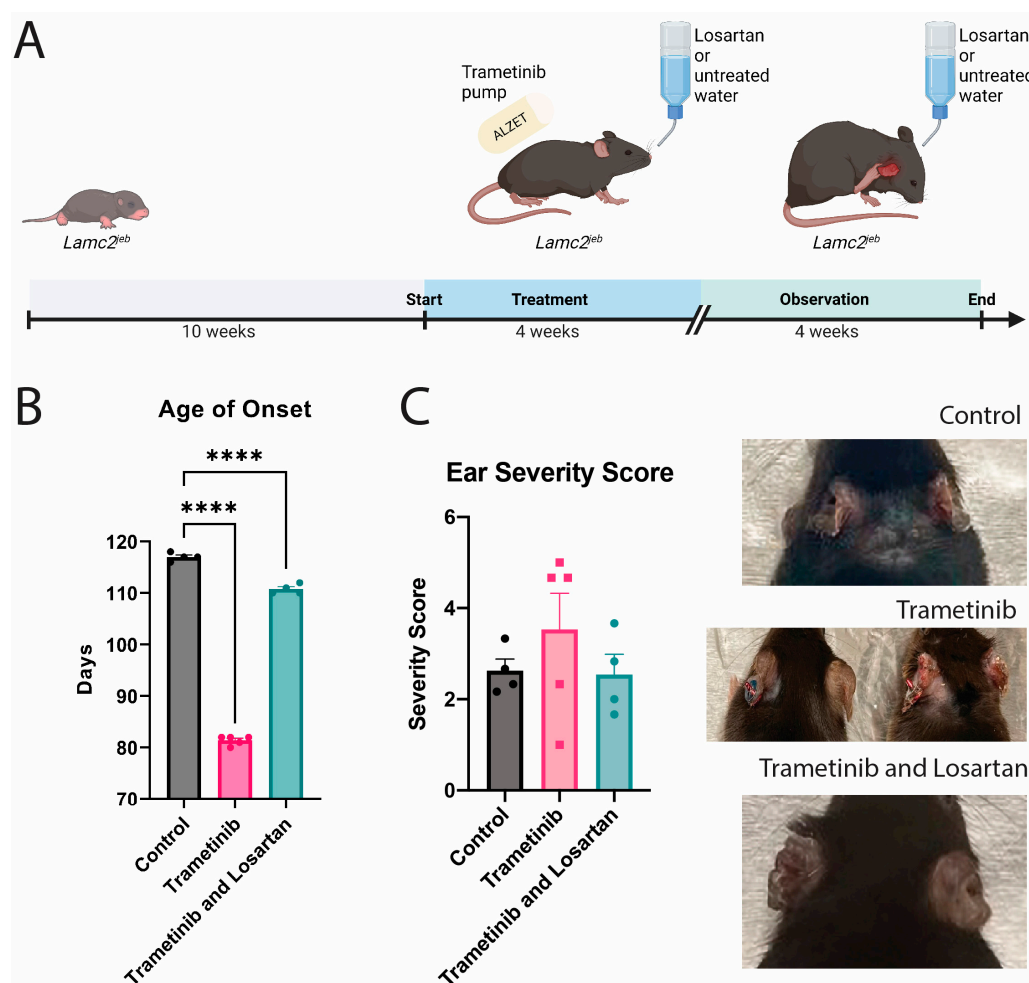 A
Trametinib
pump
ALZET
Losartan
or
untreated
water
Losartan
or
untreated
water
Lamc2jeb
Lamc2jeb
Lamc2jeb
Start
Treatment
Observation
End
10 weeks
4 weeks
4 weeks
B
Age of Onset
****
****
120
110
100
90
80
70
Days
Control
Trametinib
Trametinib and Losartan
C
Ear Severity Score
6
4
2
0
Severity Score
Control
Trametinib
Trametinib and Losartan
Control
Trametinib
Trametinib and Losartan